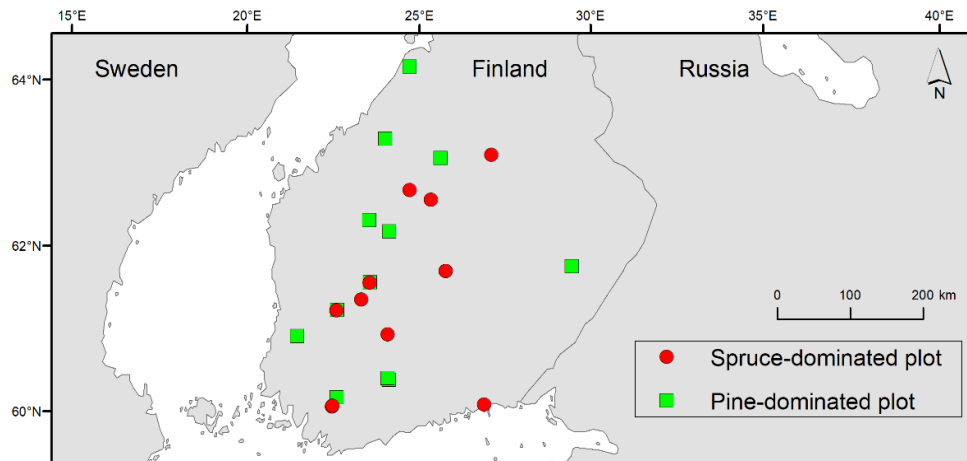 15°E 20°E 25°E 30°E 35°E 40°E
Sweden Finland Russia
64°N
N
62°N
0 100 200 km
Spruce-dominated plot
Pine-dominated plot
60°N